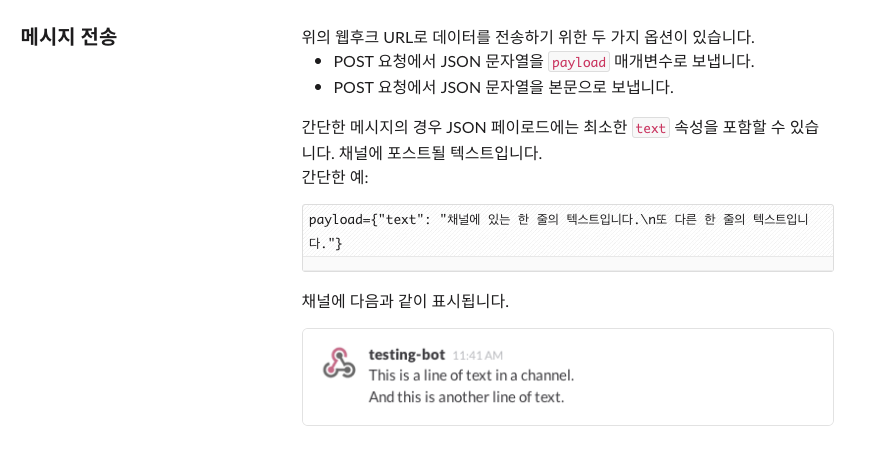 메시지 전송
위의 웹후크 URL로 데이터를 전송하기 위한 두 가지 옵션이 있습니다.
• POST 요청에서 JSON 문자열을 payload 매개변수로 보냅니다.
• POST 요청에서 JSON 문자열을 본문으로 보냅니다.
간단한 메시지의 경우 JSON 페이로드에는 최소한 text 속성을 포함할 수 있습
니다. 채널에 포스트될 텍스트입니다.
간단한 예:
payload={"text": "채널에 있는 한 줄의 텍스트입니다.\n또 다른 한 줄의 텍스트입니
다."}
채널에 다음과 같이 표시됩니다.
testing-bot 11:41 AM
This is a line of text in a channel.
And this is another line of text.